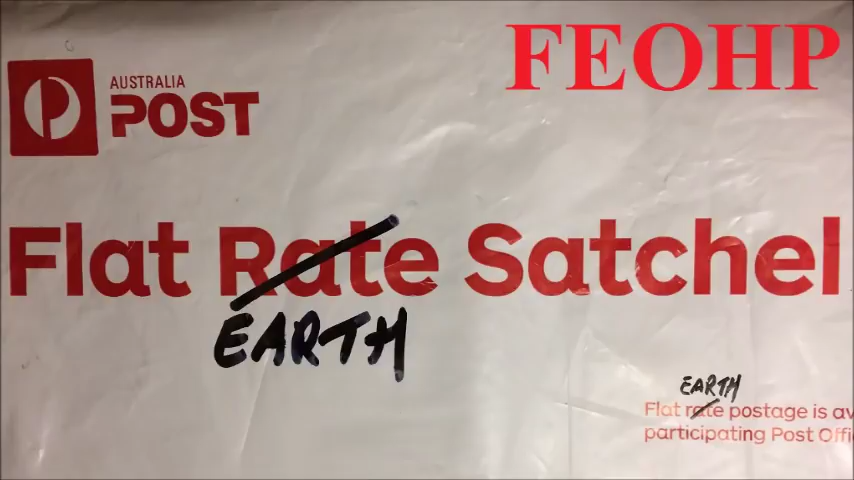 FEOHP
AUSTRALIA
POST
Flat Rate Satchel
EARTH
EARTH
Flat rate postage is av
participating Post Offi